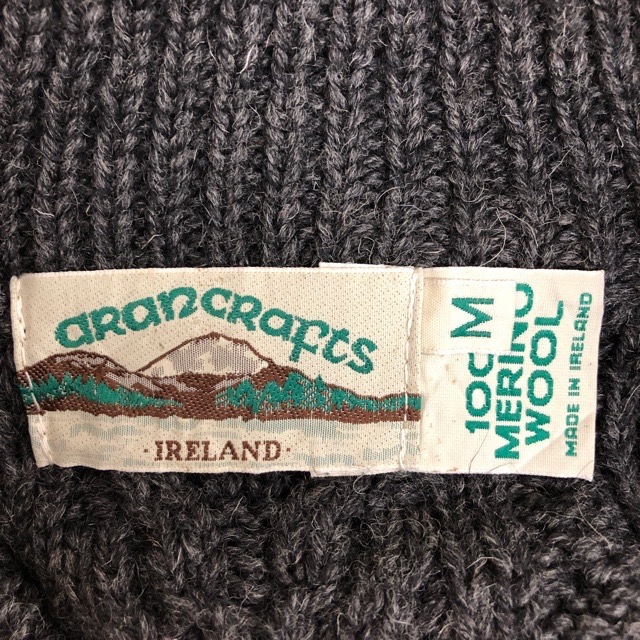 arancrafts
· IRELAND ·
M
100
MERINO
WOOL
MADE IN IRELAND